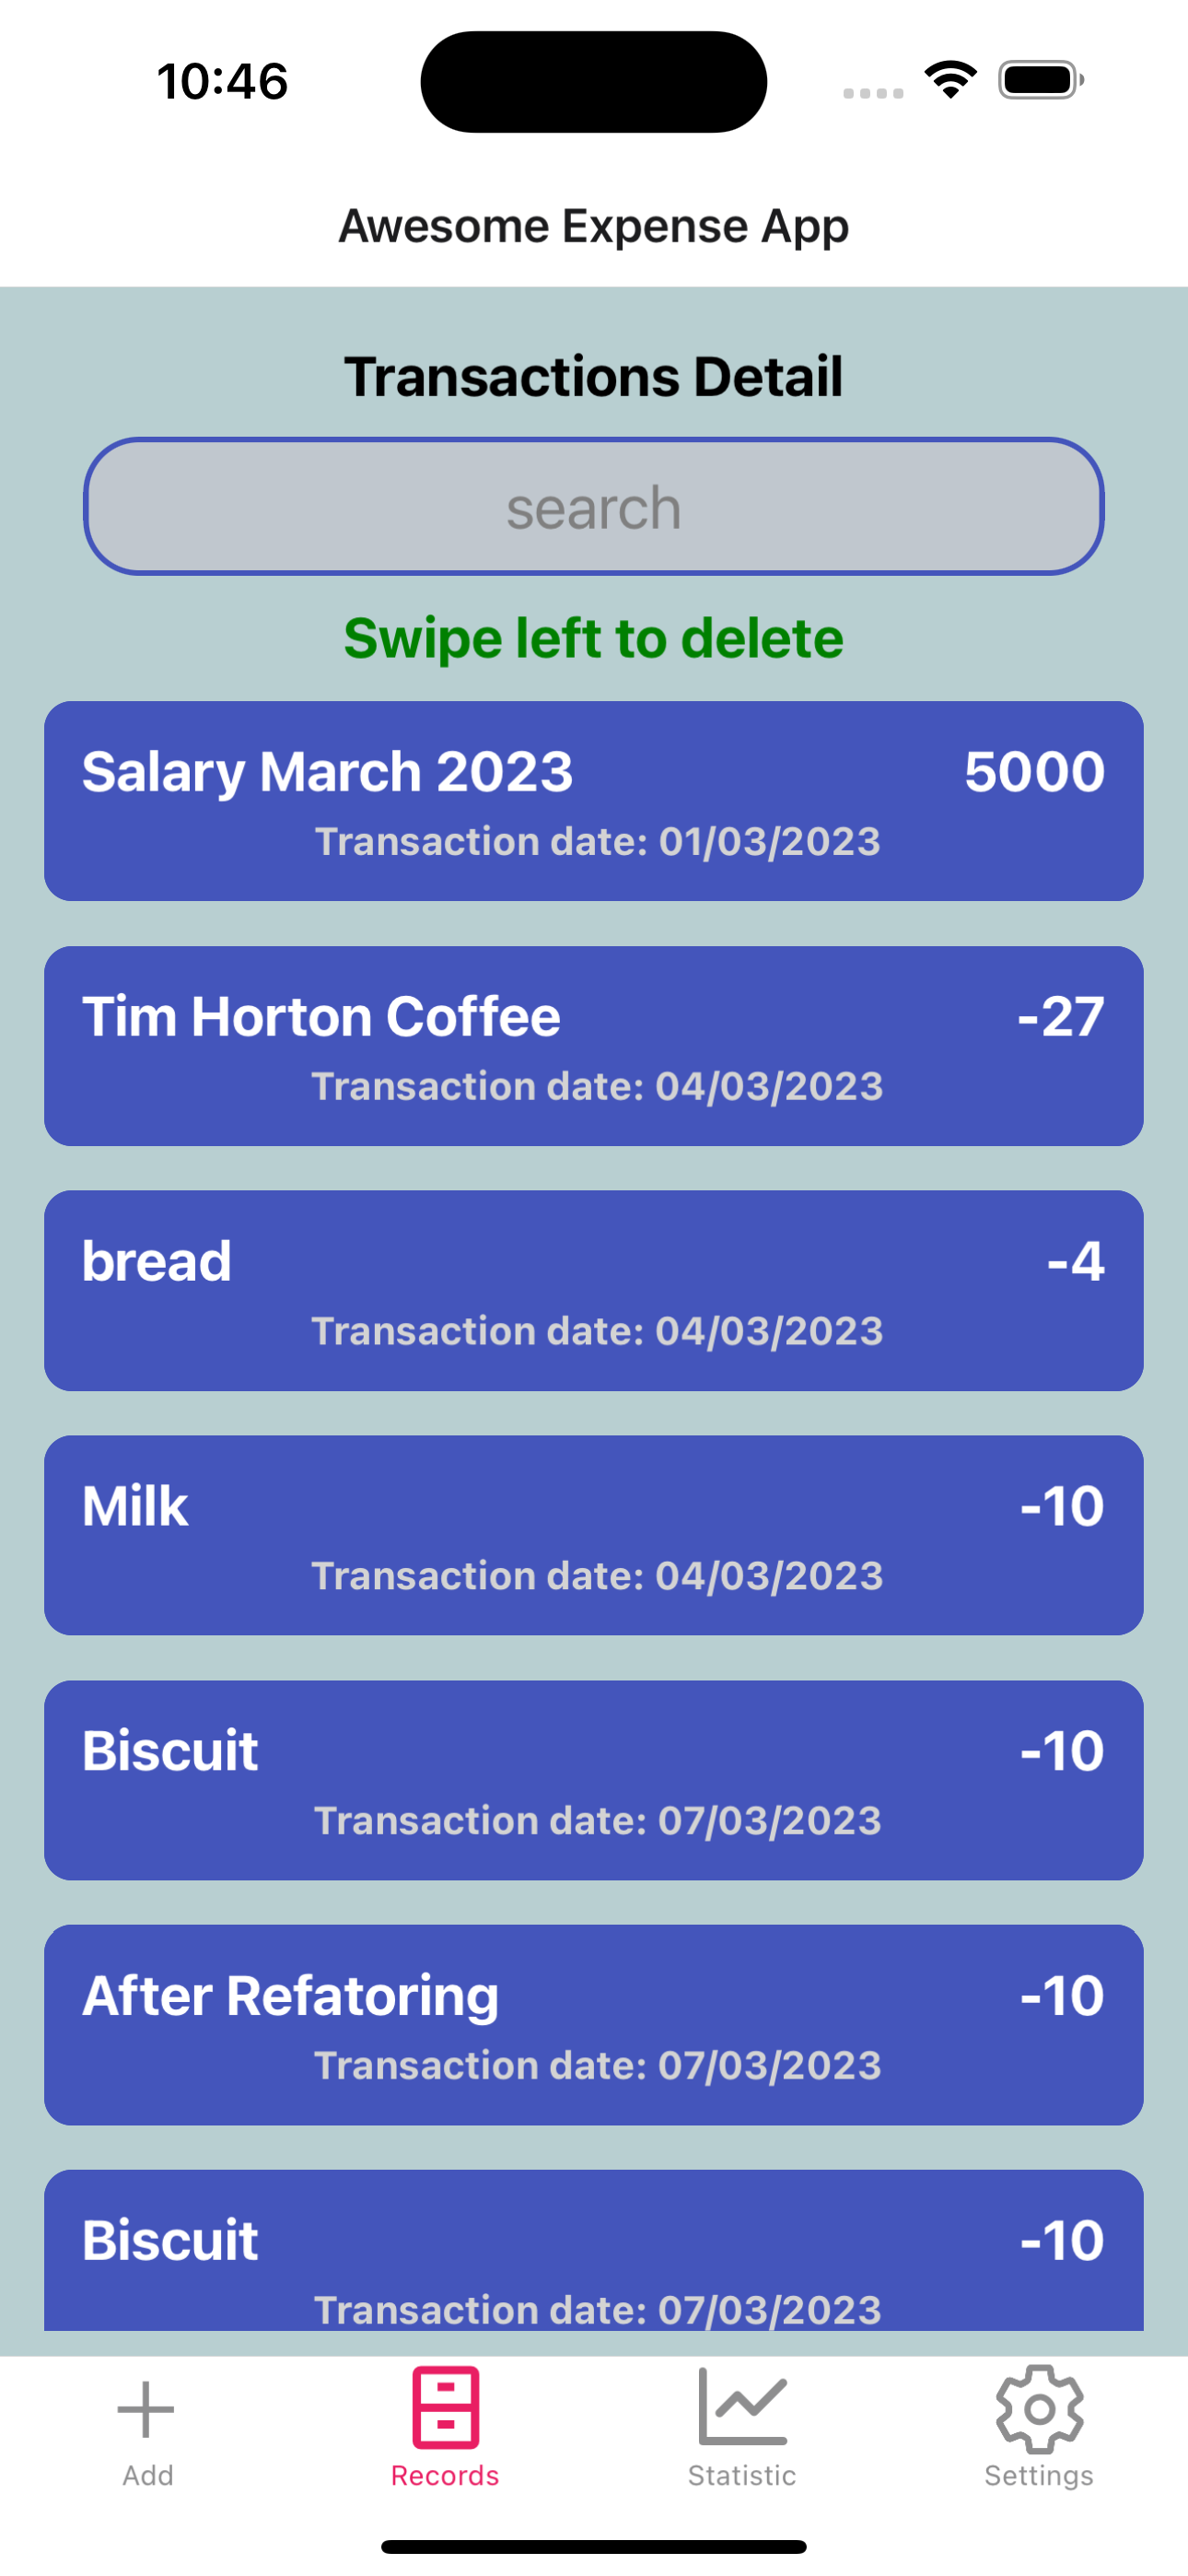 10:46
Awesome Expense App
Transactions Detail
search
Swipe left to delete
Salary March 2023 5000
Transaction date: 01/03/2023
Tim Horton Coffee -27
Transaction date: 04/03/2023
bread -4
Transaction date: 04/03/2023
Milk -10
Transaction date: 04/03/2023
Biscuit -10
Transaction date: 07/03/2023
After Refatoring -10
Transaction date: 07/03/2023
Biscuit -10
Transaction date: 07/03/2023
Add Records Statistic Settings